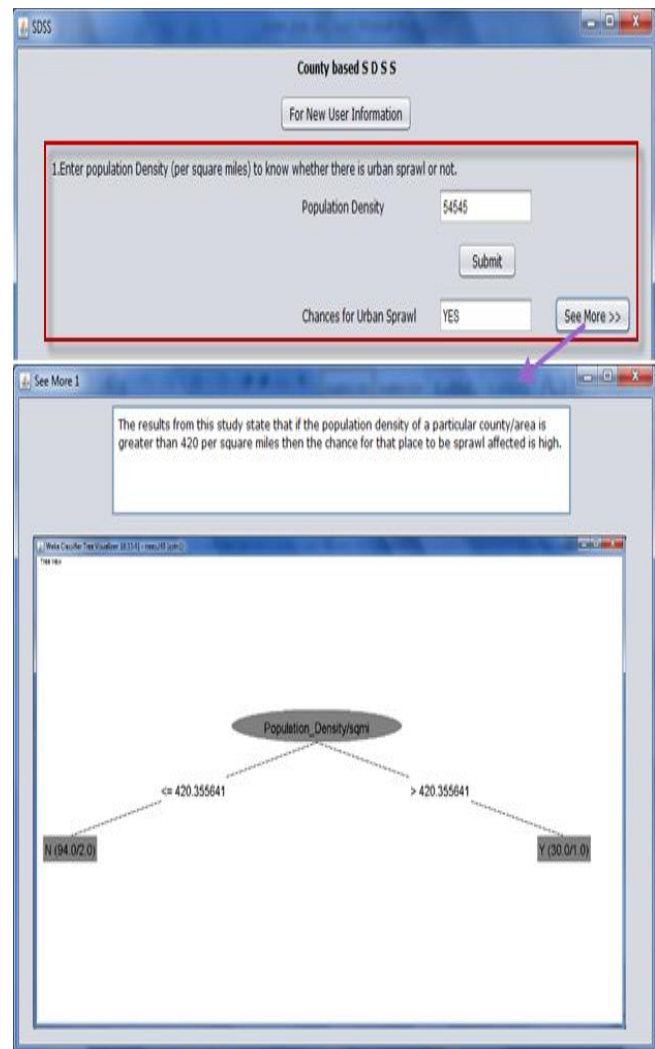 SDSS
County based S D S S
For New User Information
1.Enter population Density (per square miles) to know whether there is urban sprawl or not.
Population Density 54545
Submit
Chances for Urban Sprawl YES See More >>
See More 1
The results from this study state that if the population density of a particular county/area is
greater than 420 per square miles then the chance for that place to be sprawl affected is high.
Tree View
Population_Density/sqmi
<= 420.355641 > 420.355641
N (94.0/2.0) Y (30.0/1.0)